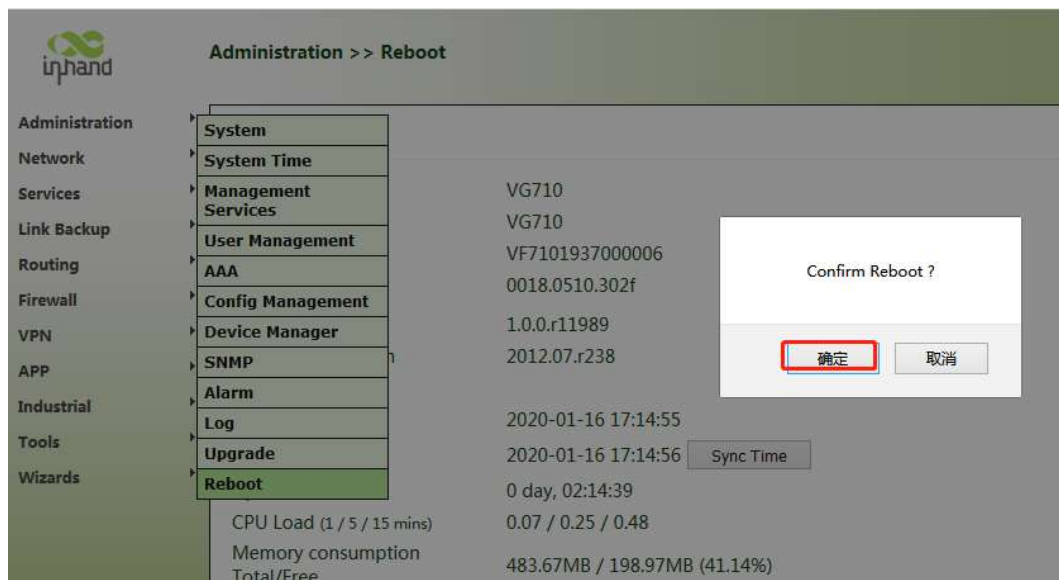 inhand
Administration >> Reboot
Administration
Network
Services
Link Backup
Routing
Firewall
VPN
APP
Industrial
Tools
Wizards
System
System Time
Management
Services
User Management
AAA
Config Management
Device Manager
SNMP
Alarm
Log
Upgrade
Reboot
VG710
VG710
VF7101937000006
0018.0510.302f
1.0.0.r11989
2012.07.r238
2020-01-16 17:14:55
2020-01-16 17:14:56 Sync Time
0 day, 02:14:39
CPU Load (1 / 5 / 15 mins) 0.07 / 0.25 / 0.48
Memory consumption
Total/Free 483.67MB / 198.97MB (41.14%)
Confirm Reboot ?
确定 取消